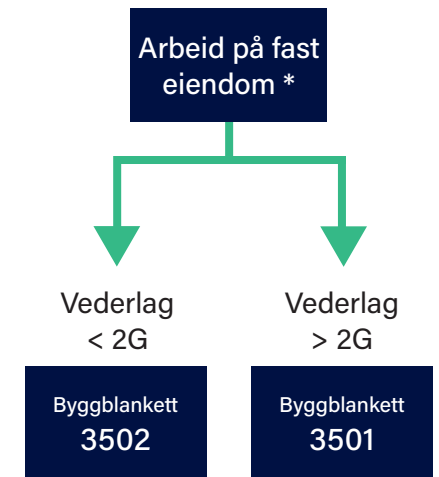 Arbeid på fast
eiendom *
Vederlag
< 2G
Byggblankett
3502
Vederlag
> 2G
Byggblankett
3501